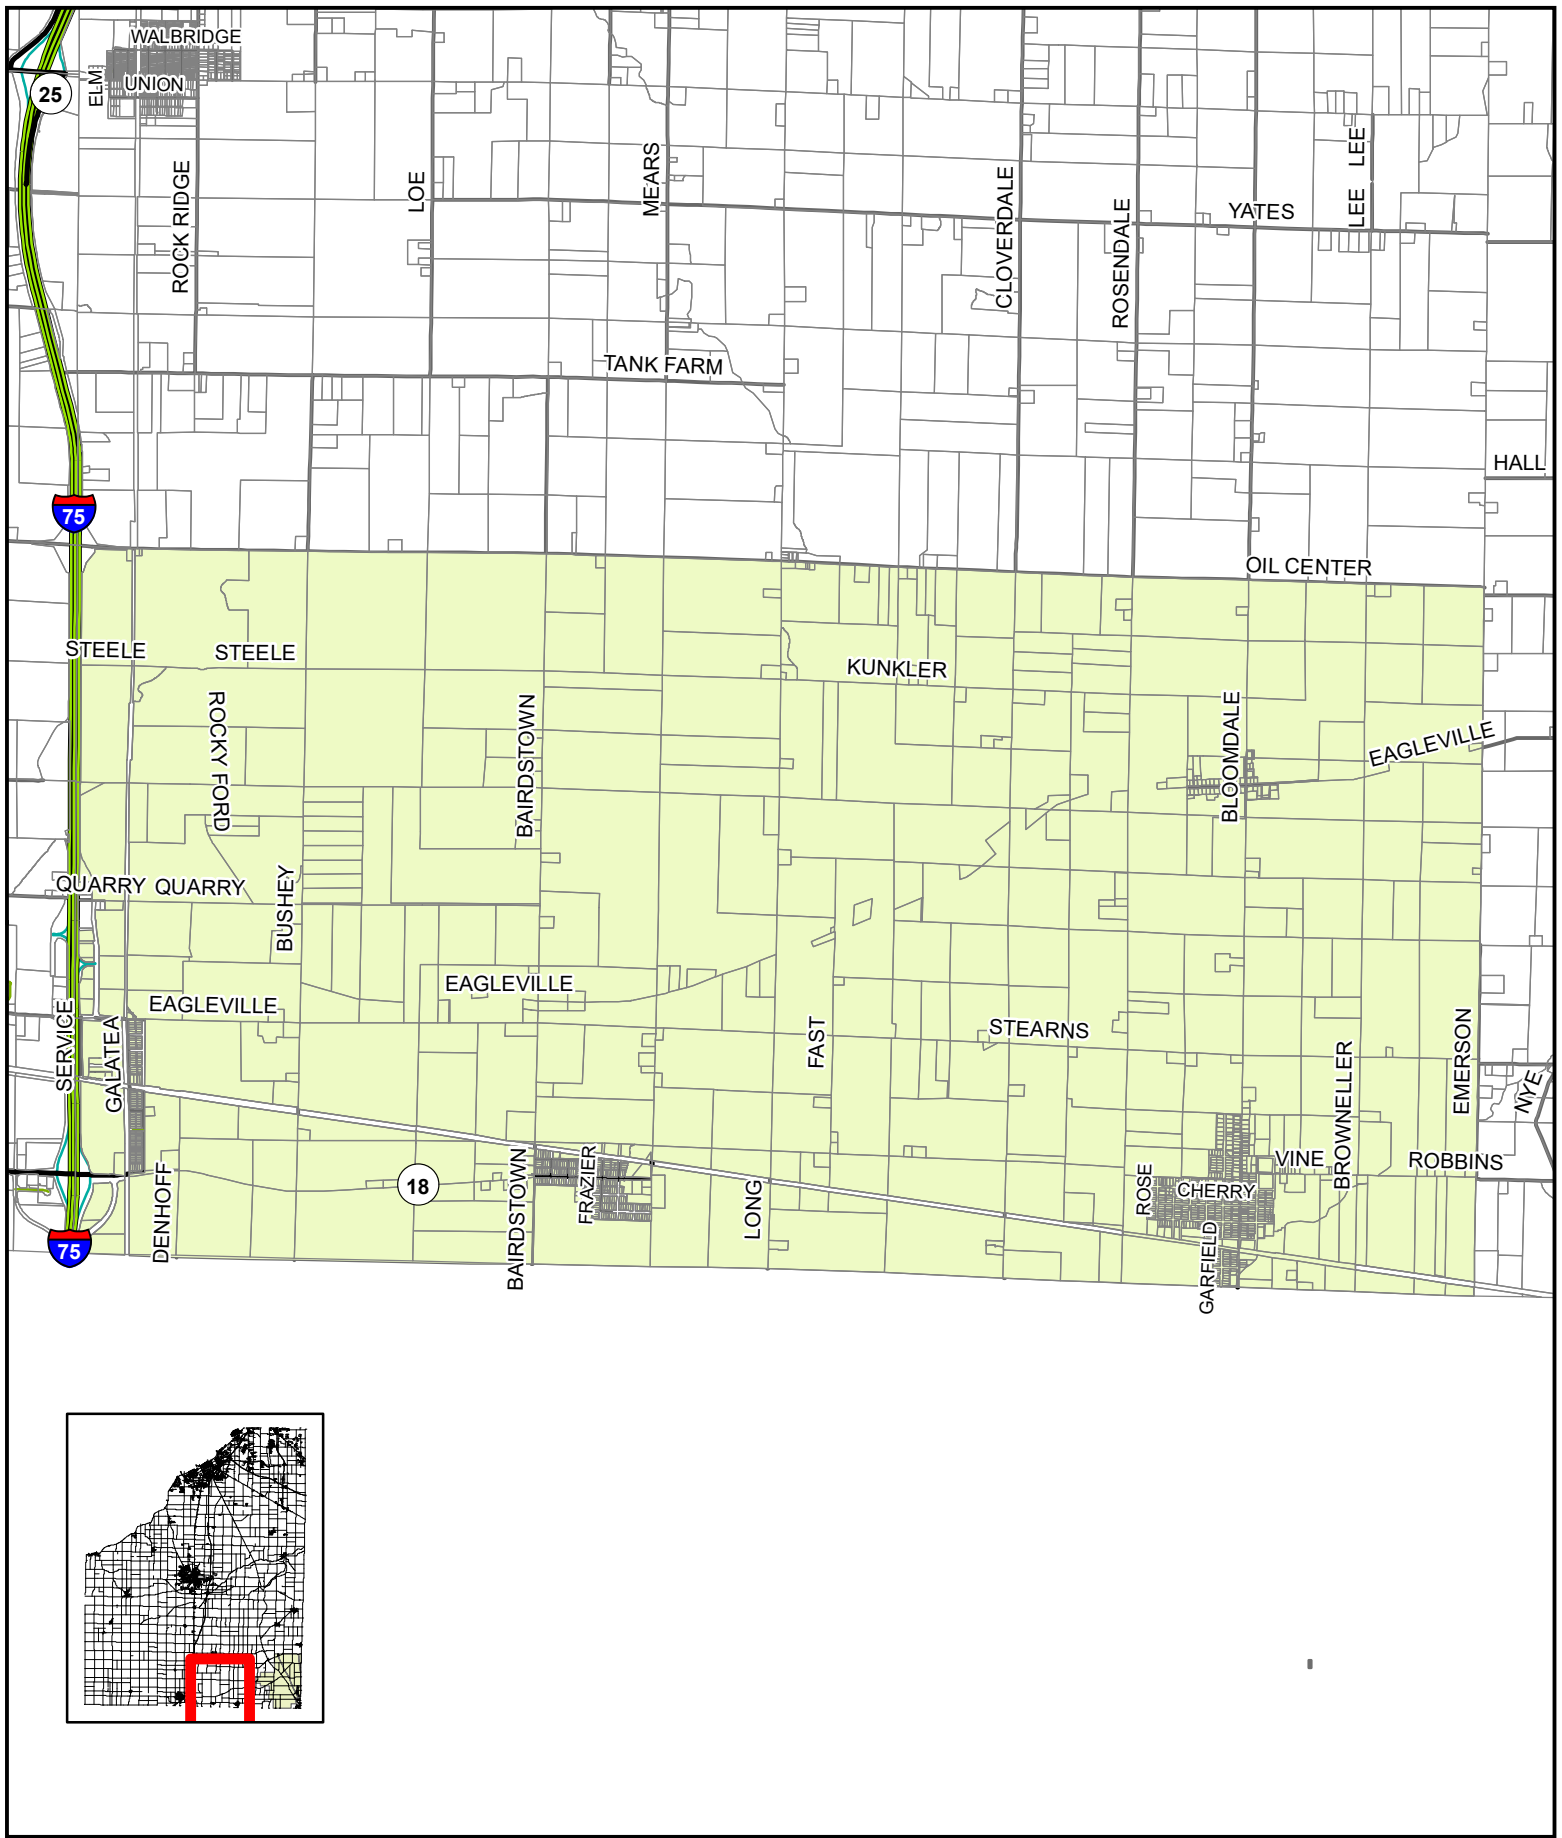 WALBRIDGE
ELM
UNION
25
ROCK RIDGE
LOE
MEARS
CLOVERDALE
ROSENDALE
YATES
LEE
LEE
TANK FARM
HALL
75
OIL CENTER
STEELE
STEELE
KUNKLER
ROCKY FORD
BAIRDSTOWN
BLOOMDALE
EAGLEVILLE
QUARRY
QUARRY
BUSHEY
EAGLEVILLE
EAGLEVILLE
SERVICE
GALATEA
FAST
STEARNS
BROWNELLER
EMERSON
NYE
DENHOFF
18
BAIRDSTOWN
FRAZIER
LONG
ROSE
CHERRY
VINE
ROBBINS
GARFIELD
75